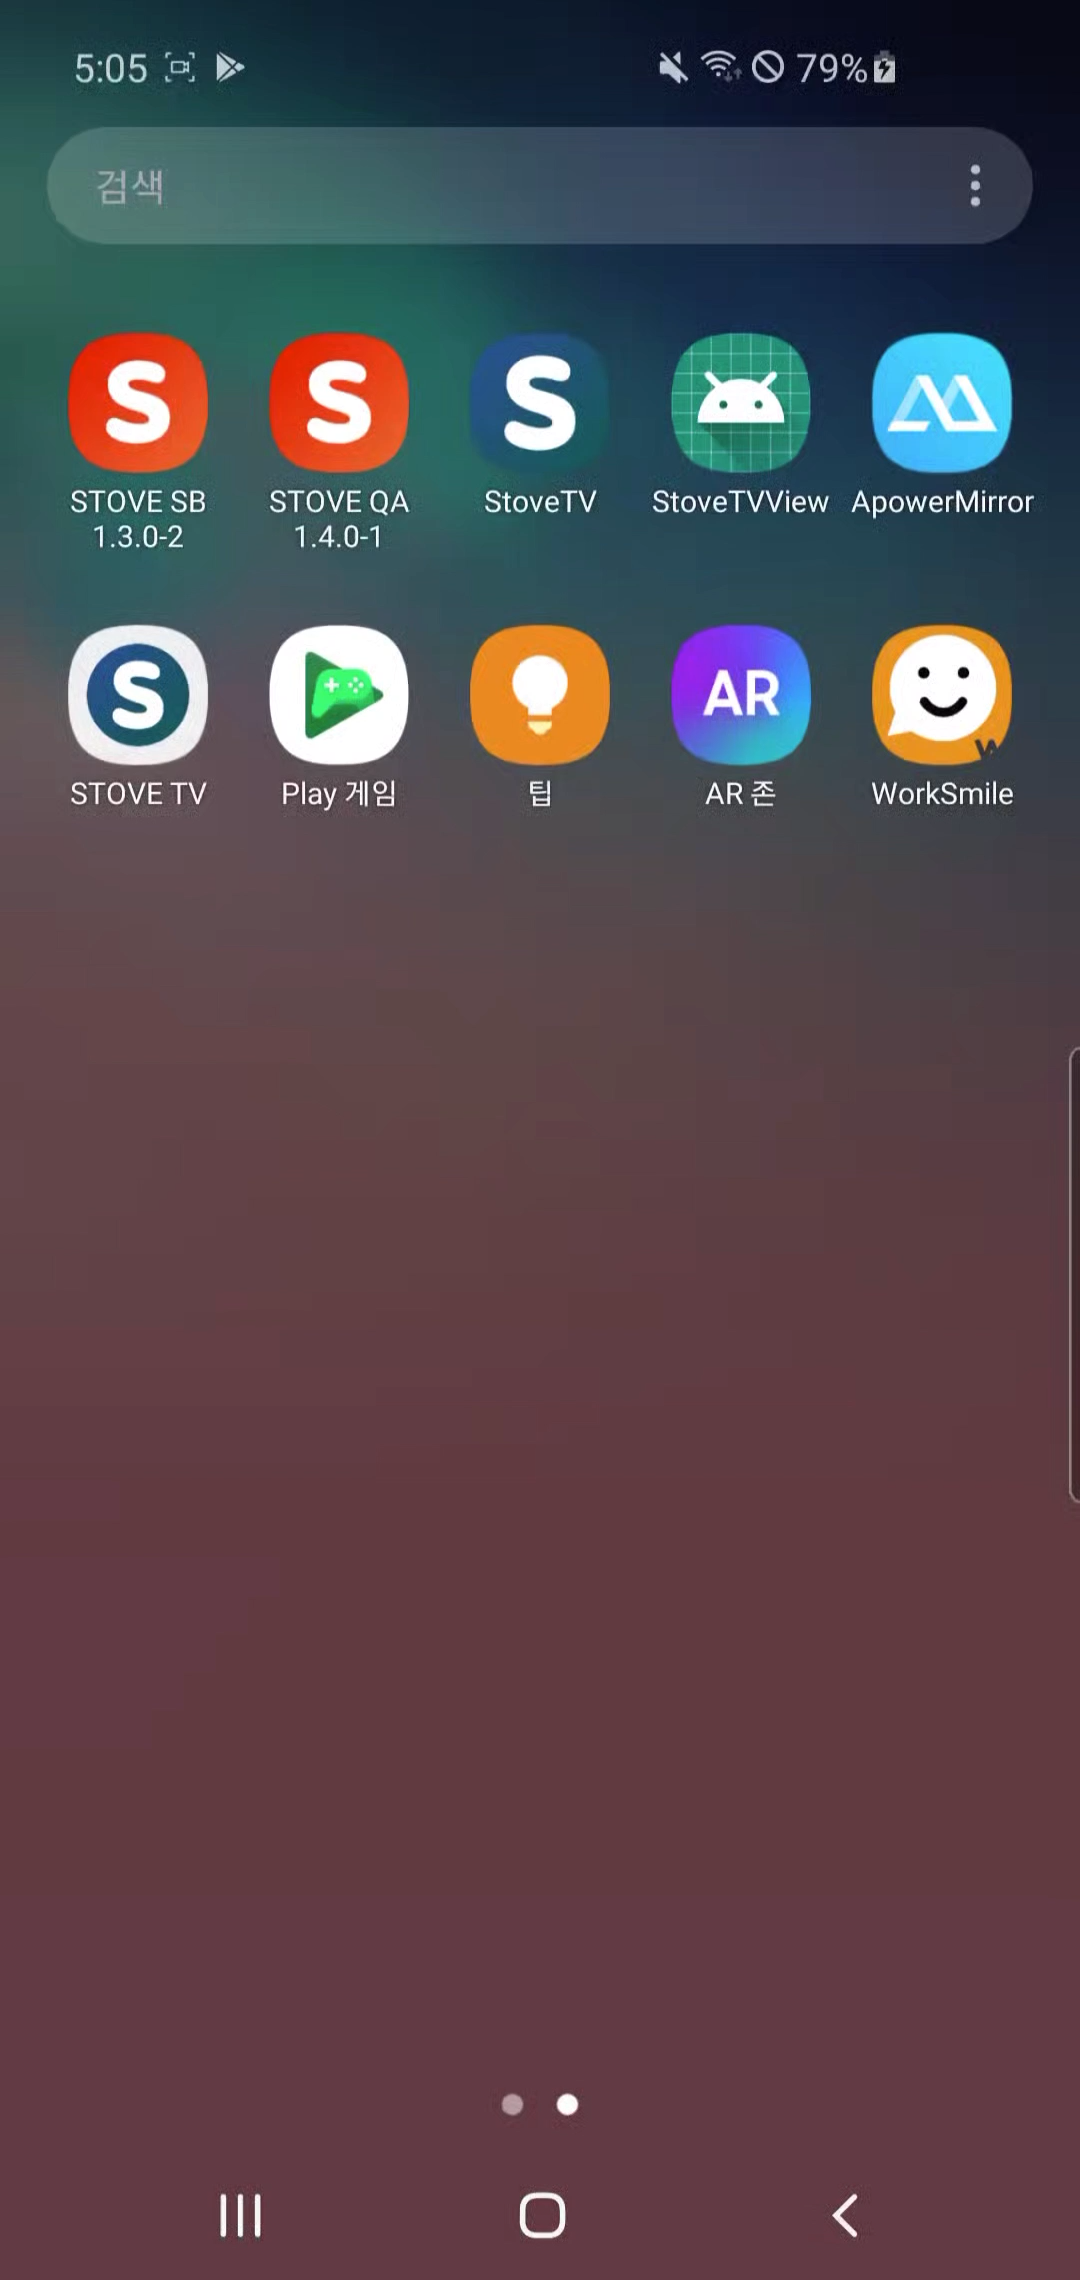 5:05
79%
검색
S
S
S
STOVE SB
1.3.0-2
STOVE QA
1.4.0-1
StoveTV
StoveTVView
ApowerMirror
S
AR
W
STOVE TV
Play 게임
팁
AR 존
WorkSmile